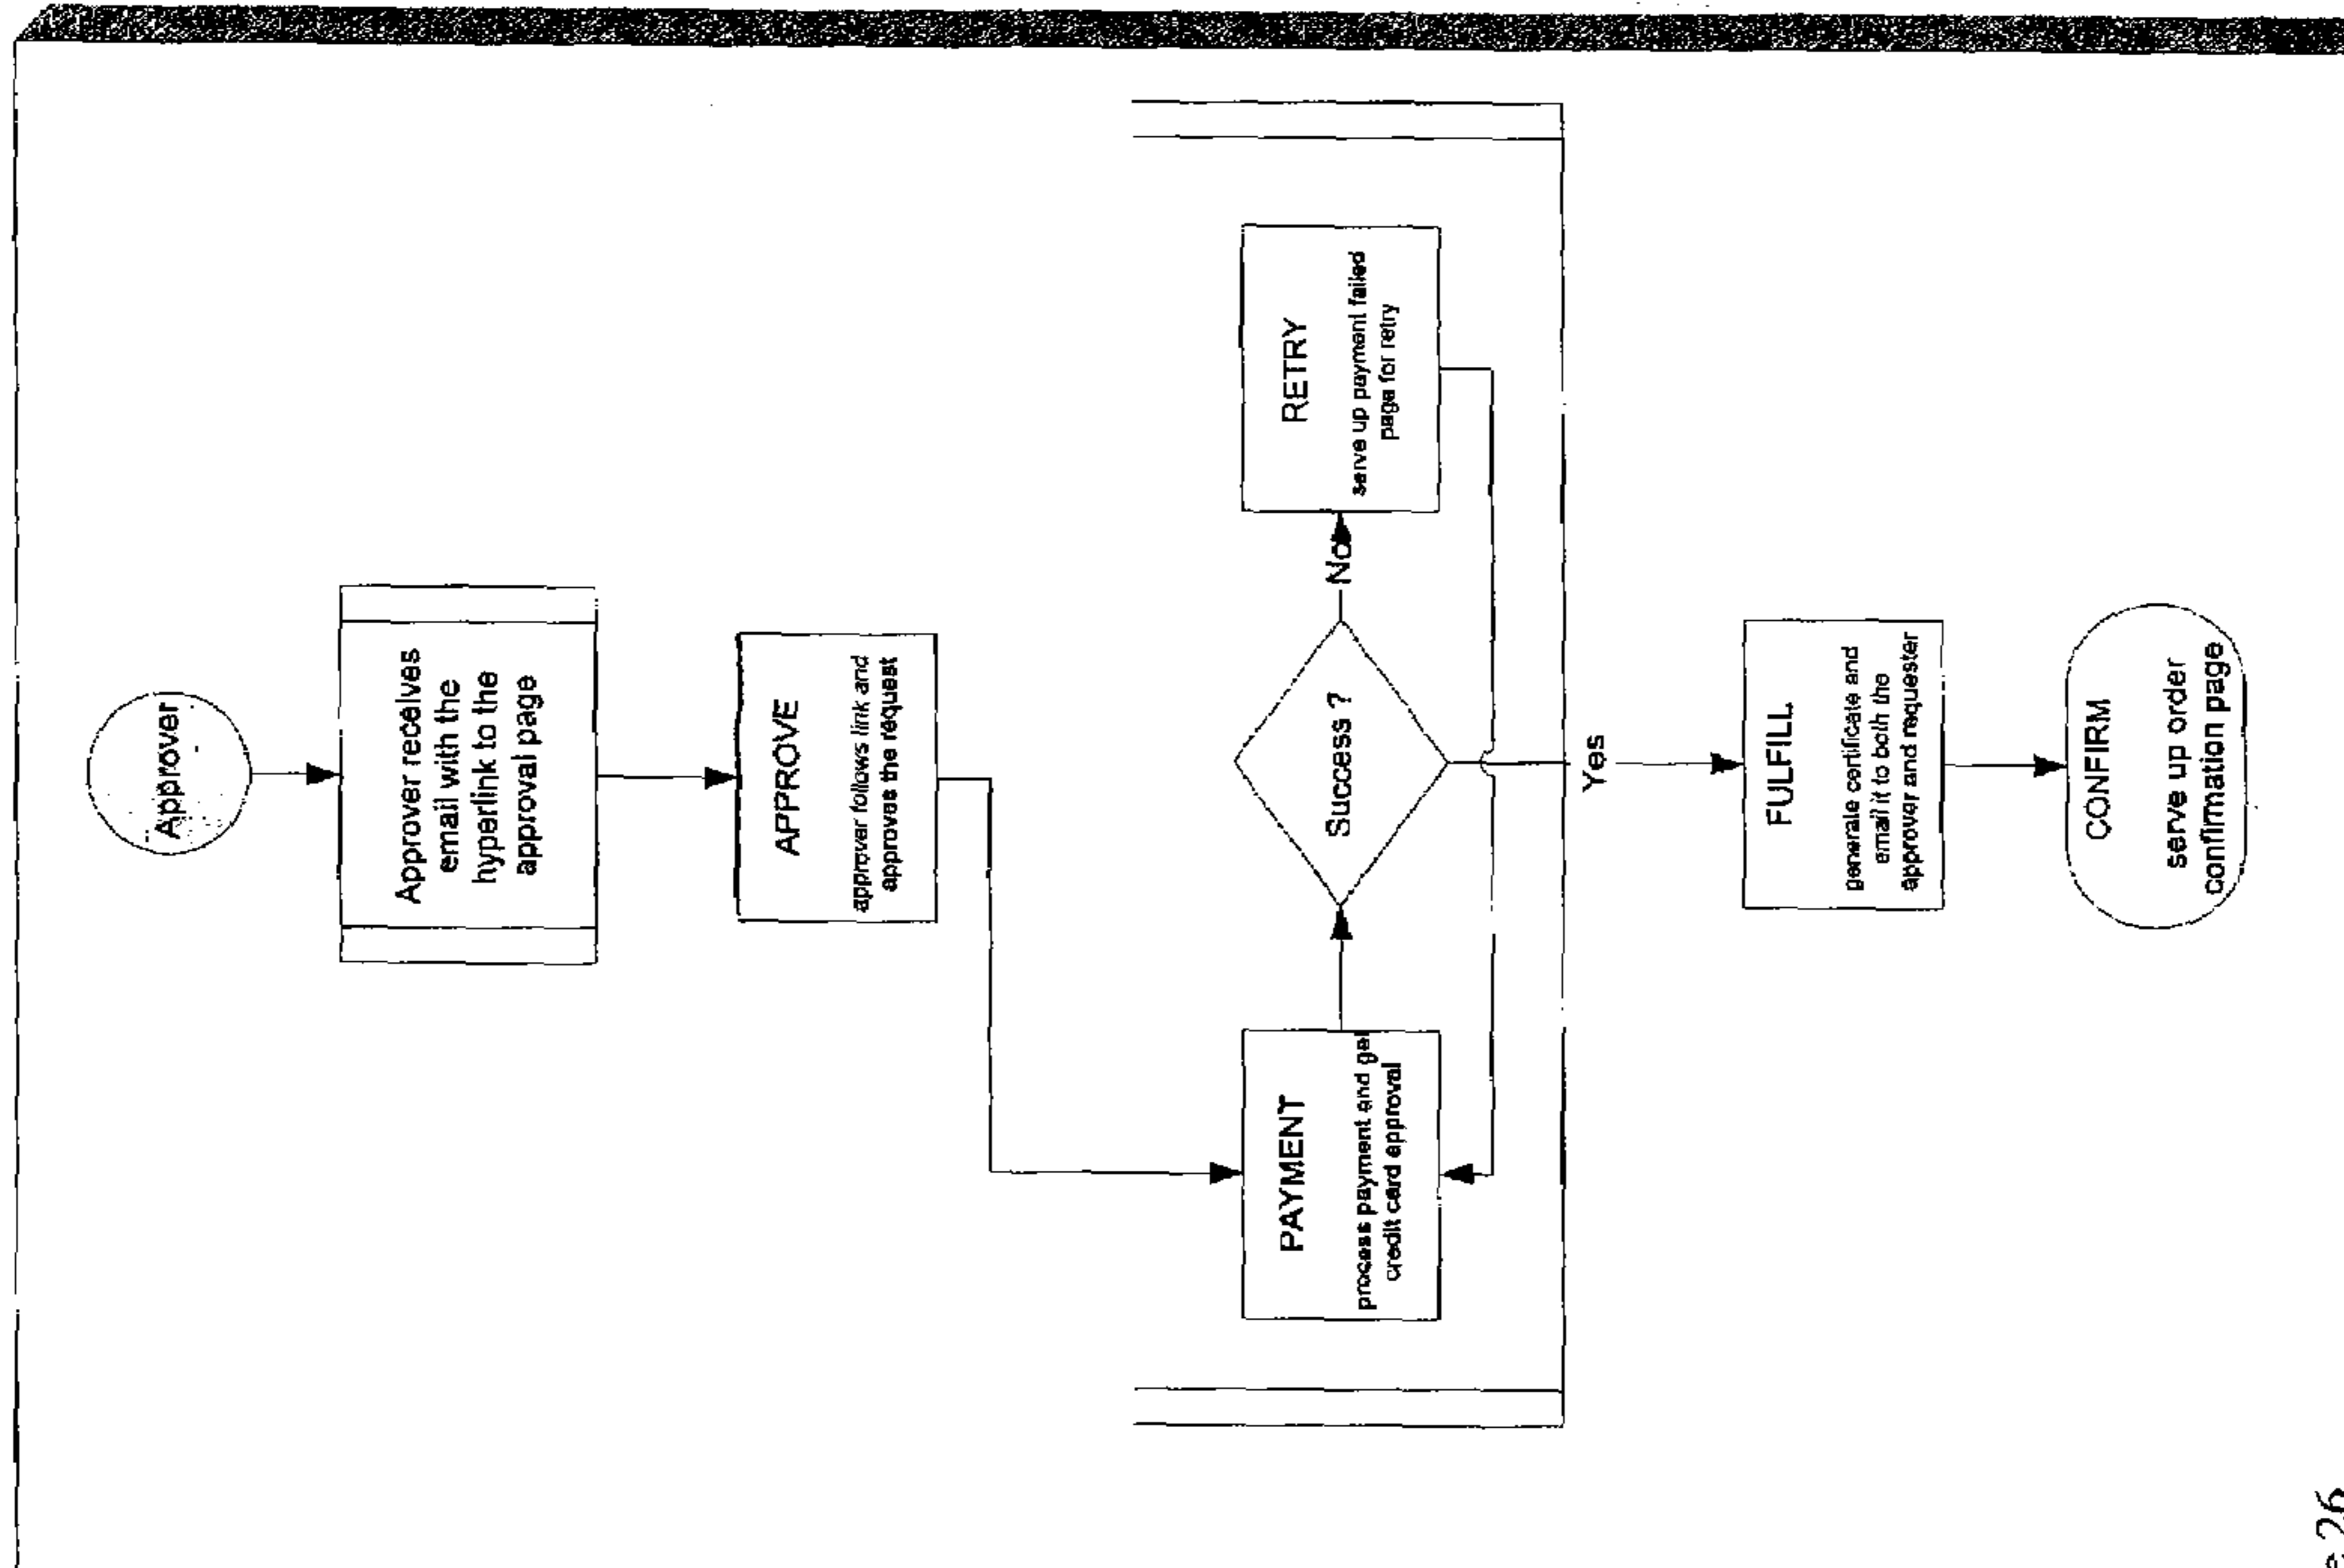 Approver
Approver receives
email with the
hyperlink to the
approval page
APPROVE
approver follows link and
approves the request
PAYMENT
process payment and ge
credit card approval
Success ?
No
RETRY
serve up payment failed
page for retry
Yes
FULFILL
generate certificate and
email it to both the
approver and requester
CONFIRM
serve up order
confirmation page
26